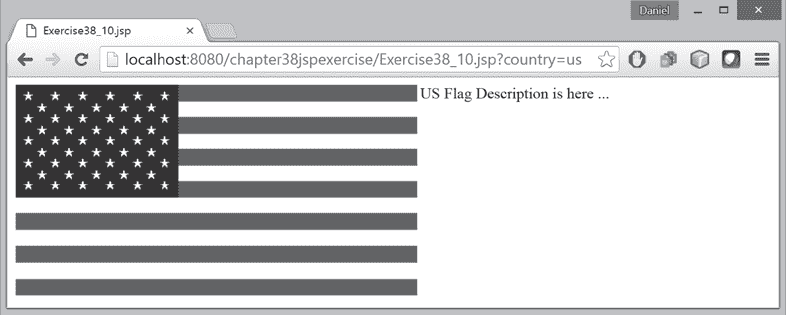 Daniel
Exercise38_10.jsp
localhost:8080/chapter38jspexercise/Exercise38_10.jsp?country=us
US Flag Description is here ...